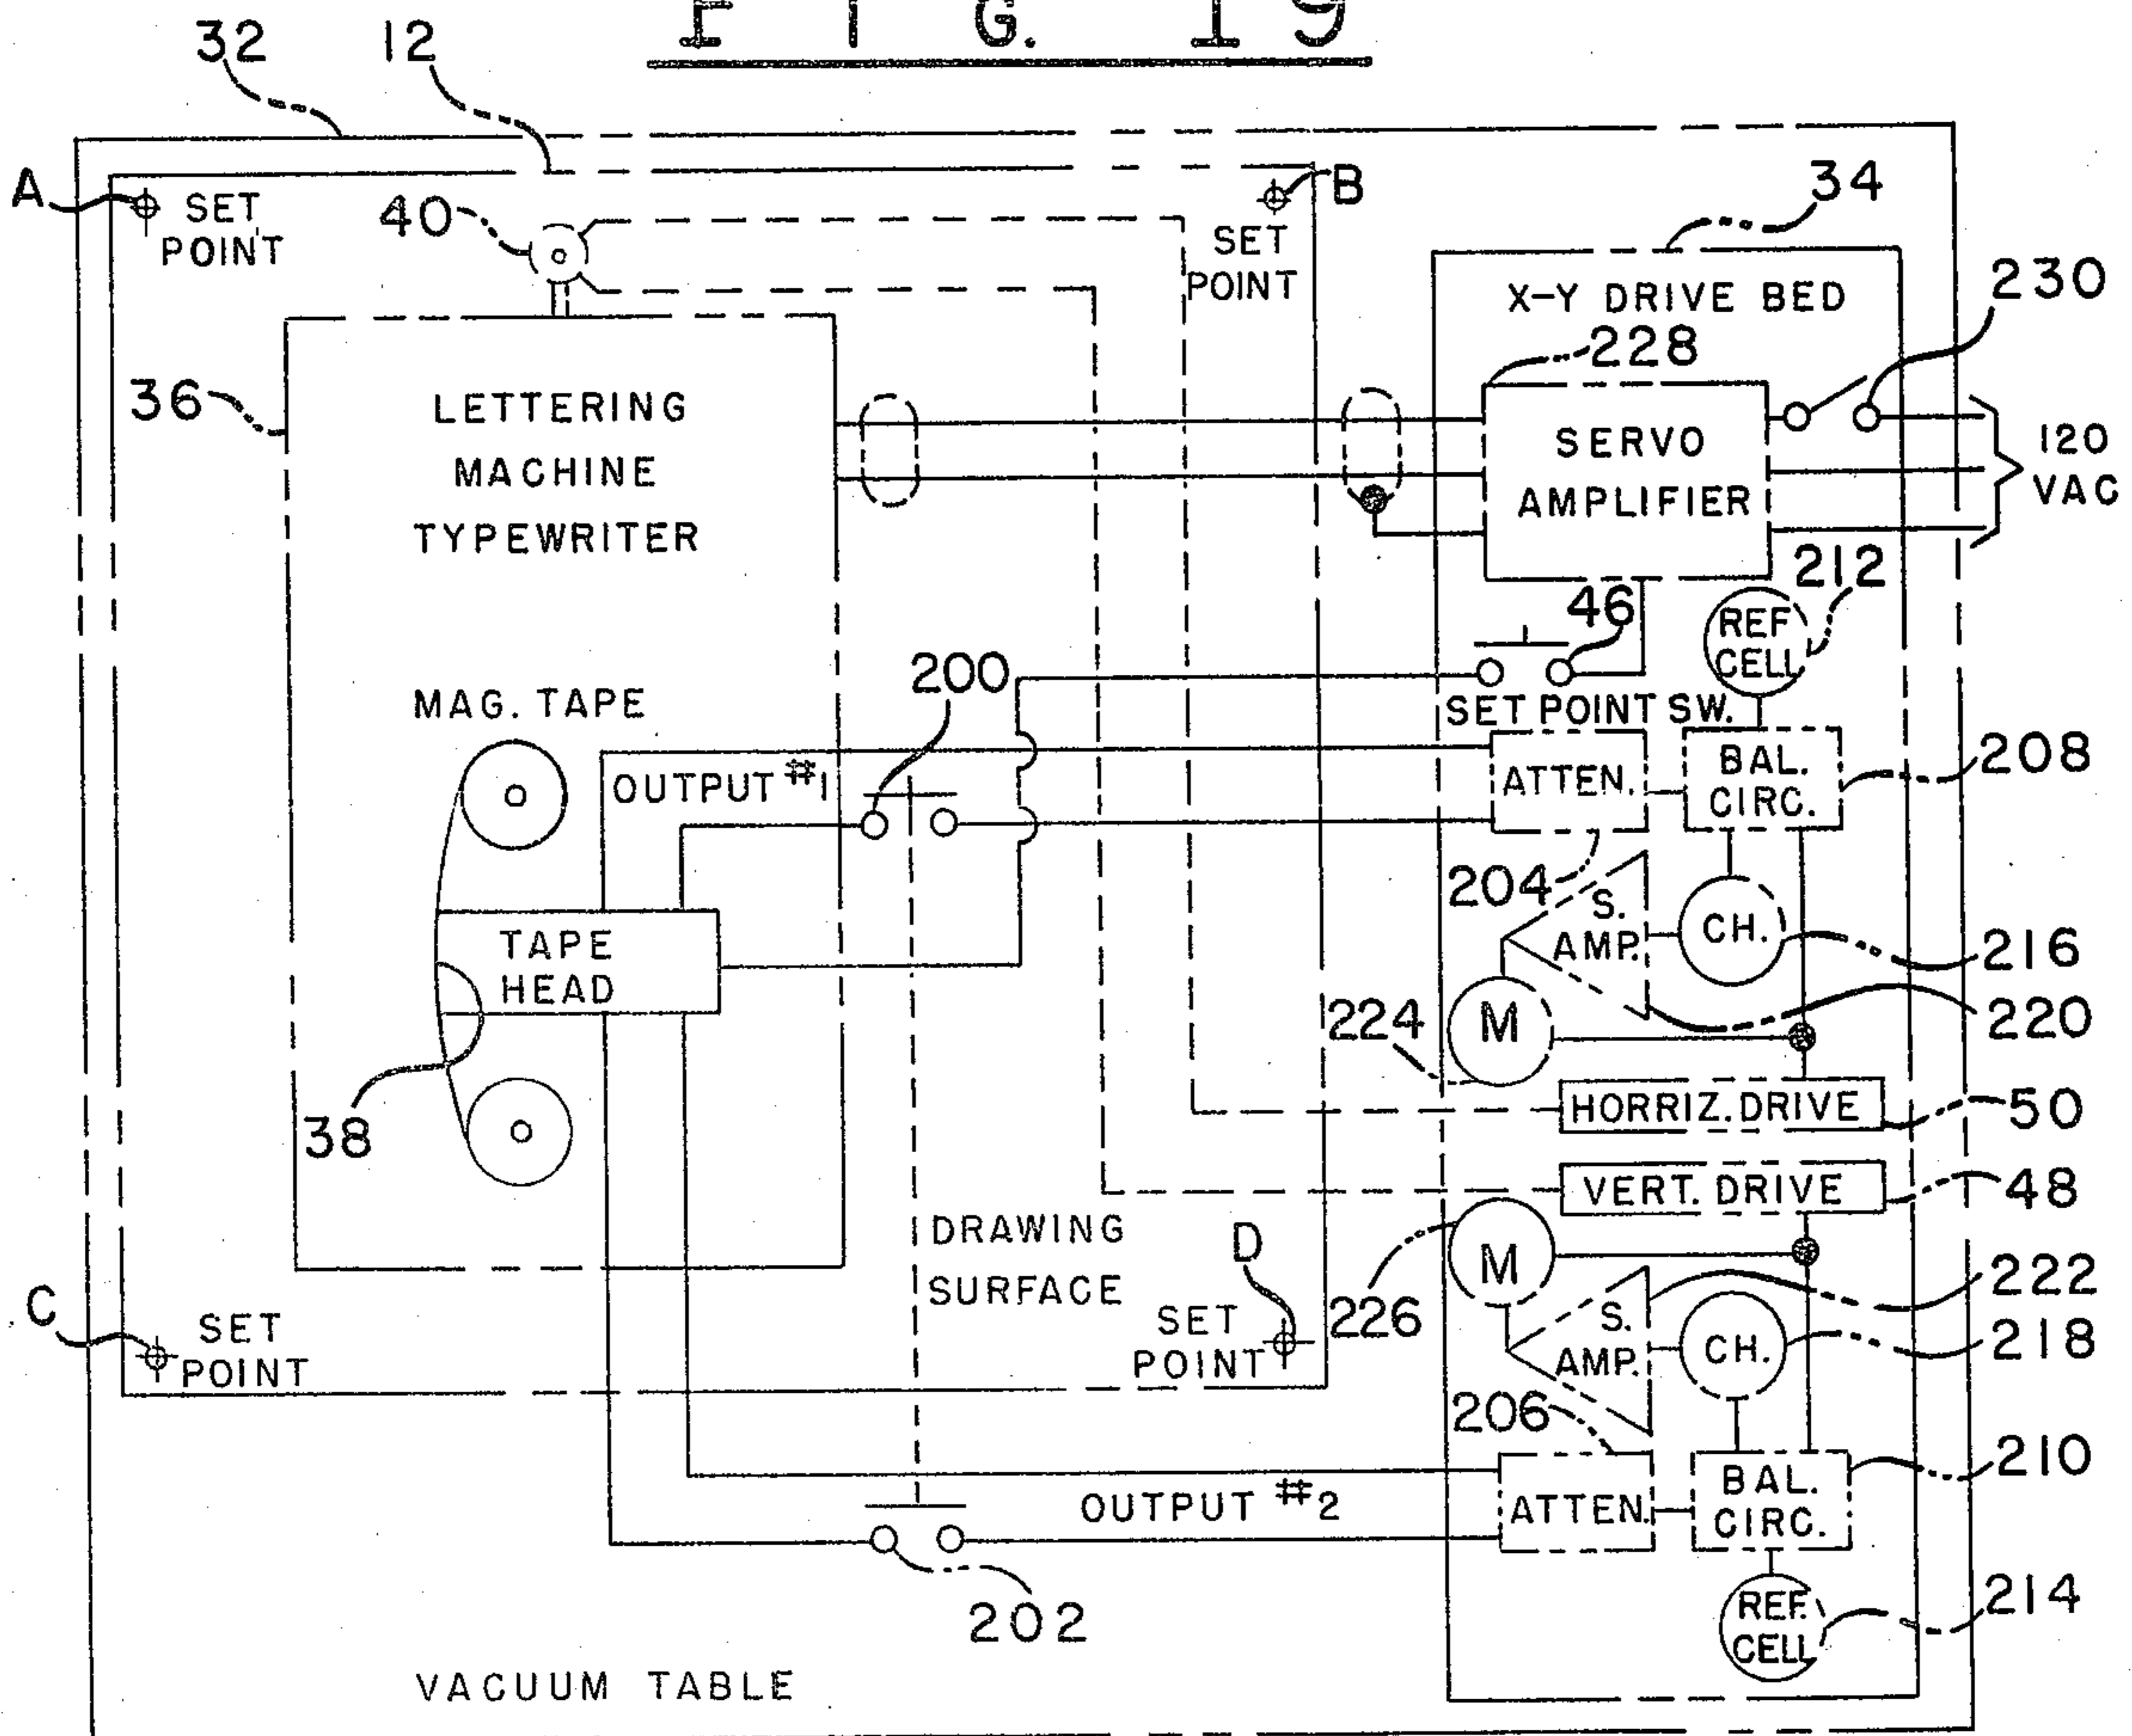 FIG. 19
32
12
A
SET
POINT
40
B
SET
POINT
34
X-Y DRIVE BED
230
228
36
LETTERING
MACHINE
TYPEWRITER
SERVO
AMPLIFIER
120
VAC
212
46
REF
CELL
200
SET POINT SW.
MAG. TAPE
OUTPUT #1
ATTEN.
BAL.
CIRC.
208
204
S.
AMP.
CH.
216
TAPE
HEAD
224
M
220
38
HORRIZ. DRIVE
50
VERT. DRIVE
48
DRAWING
SURFACE
D
M
226
222
C
SET
POINT
SET
POINT
S.
AMP.
CH.
218
206
210
OUTPUT #2
ATTEN.
BAL.
CIRC.
202
REF.
CELL
214
VACUUM TABLE